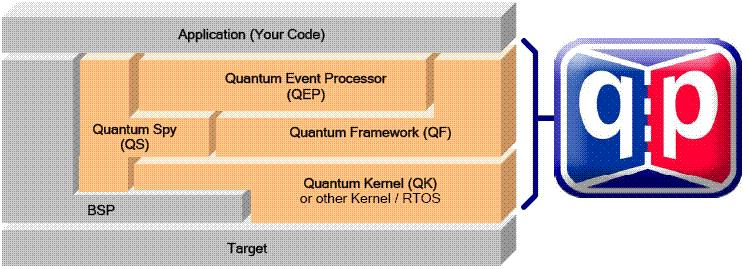 Application (Your Code)
Quantum Event Processor
(QEP)
Quantum Spy
(QS)
Quantum Framework (QF)
Quantum Kernel (QK)
or other Kernel / RTOS
BSP
Target
qp